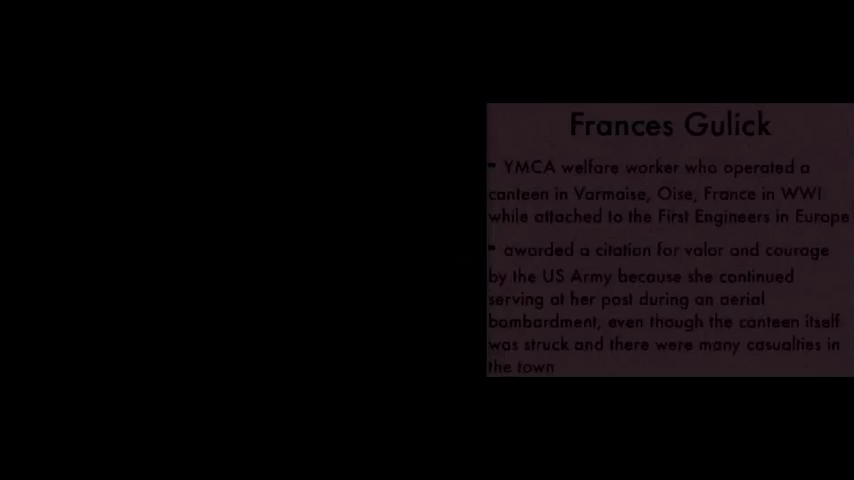 Frances Gulick
- YMCA welfare worker who operated a
canteen in Varmaise, Oise, France in WWI
while attached to the First Engineers in Europe
- awarded a citation for valor and courage
by the US Army because she continued
serving at her post during an aerial
bombardment, even though the canteen itself
was struck and there were many casualties in
the town